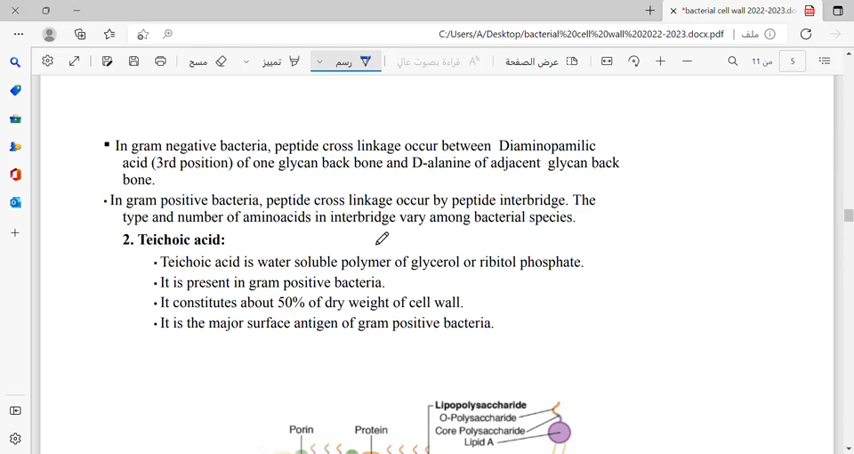 *bacterial cell wall 2022-2023.do
C:/Users/A/Desktop/bacterial%20cell%20wall%202022-2023.docx.pdf
ملف
مسح
تمييز
رسم
قراءة بصوت عالي
عرض الصفحة
من 11
5
▪ In gram negative bacteria, peptide cross linkage occur between Diaminopamilic
acid (3rd position) of one glycan back bone and D-alanine of adjacent glycan back
bone.
• In gram positive bacteria, peptide cross linkage occur by peptide interbridge. The
type and number of aminoacids in interbridge vary among bacterial species.
2. Teichoic acid:
• Teichoic acid is water soluble polymer of glycerol or ribitol phosphate.
• It is present in gram positive bacteria.
• It constitutes about 50% of dry weight of cell wall.
• It is the major surface antigen of gram positive bacteria.
Lipopolysaccharide
O-Polysaccharide
Core Polysaccharide
Lipid A
Porin
Protein